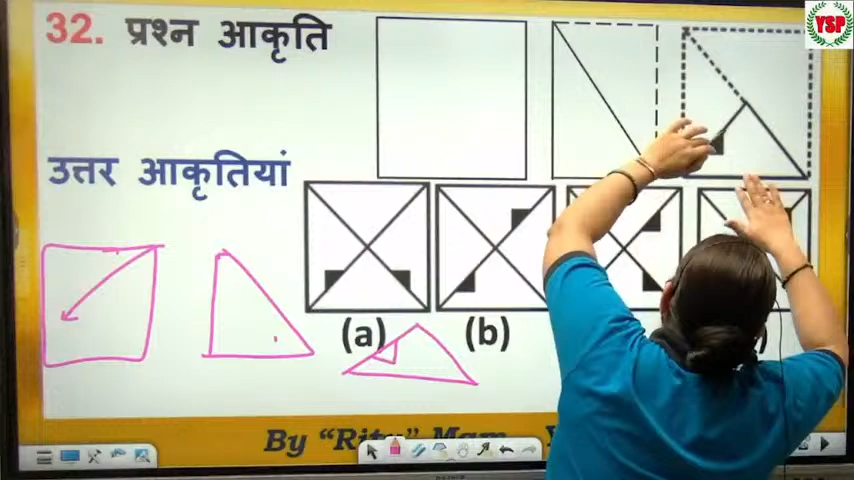 YSP
32. प्रश्न आकृति
उत्तर आकृतियां
(a) (b)
By "Ritu" Mam